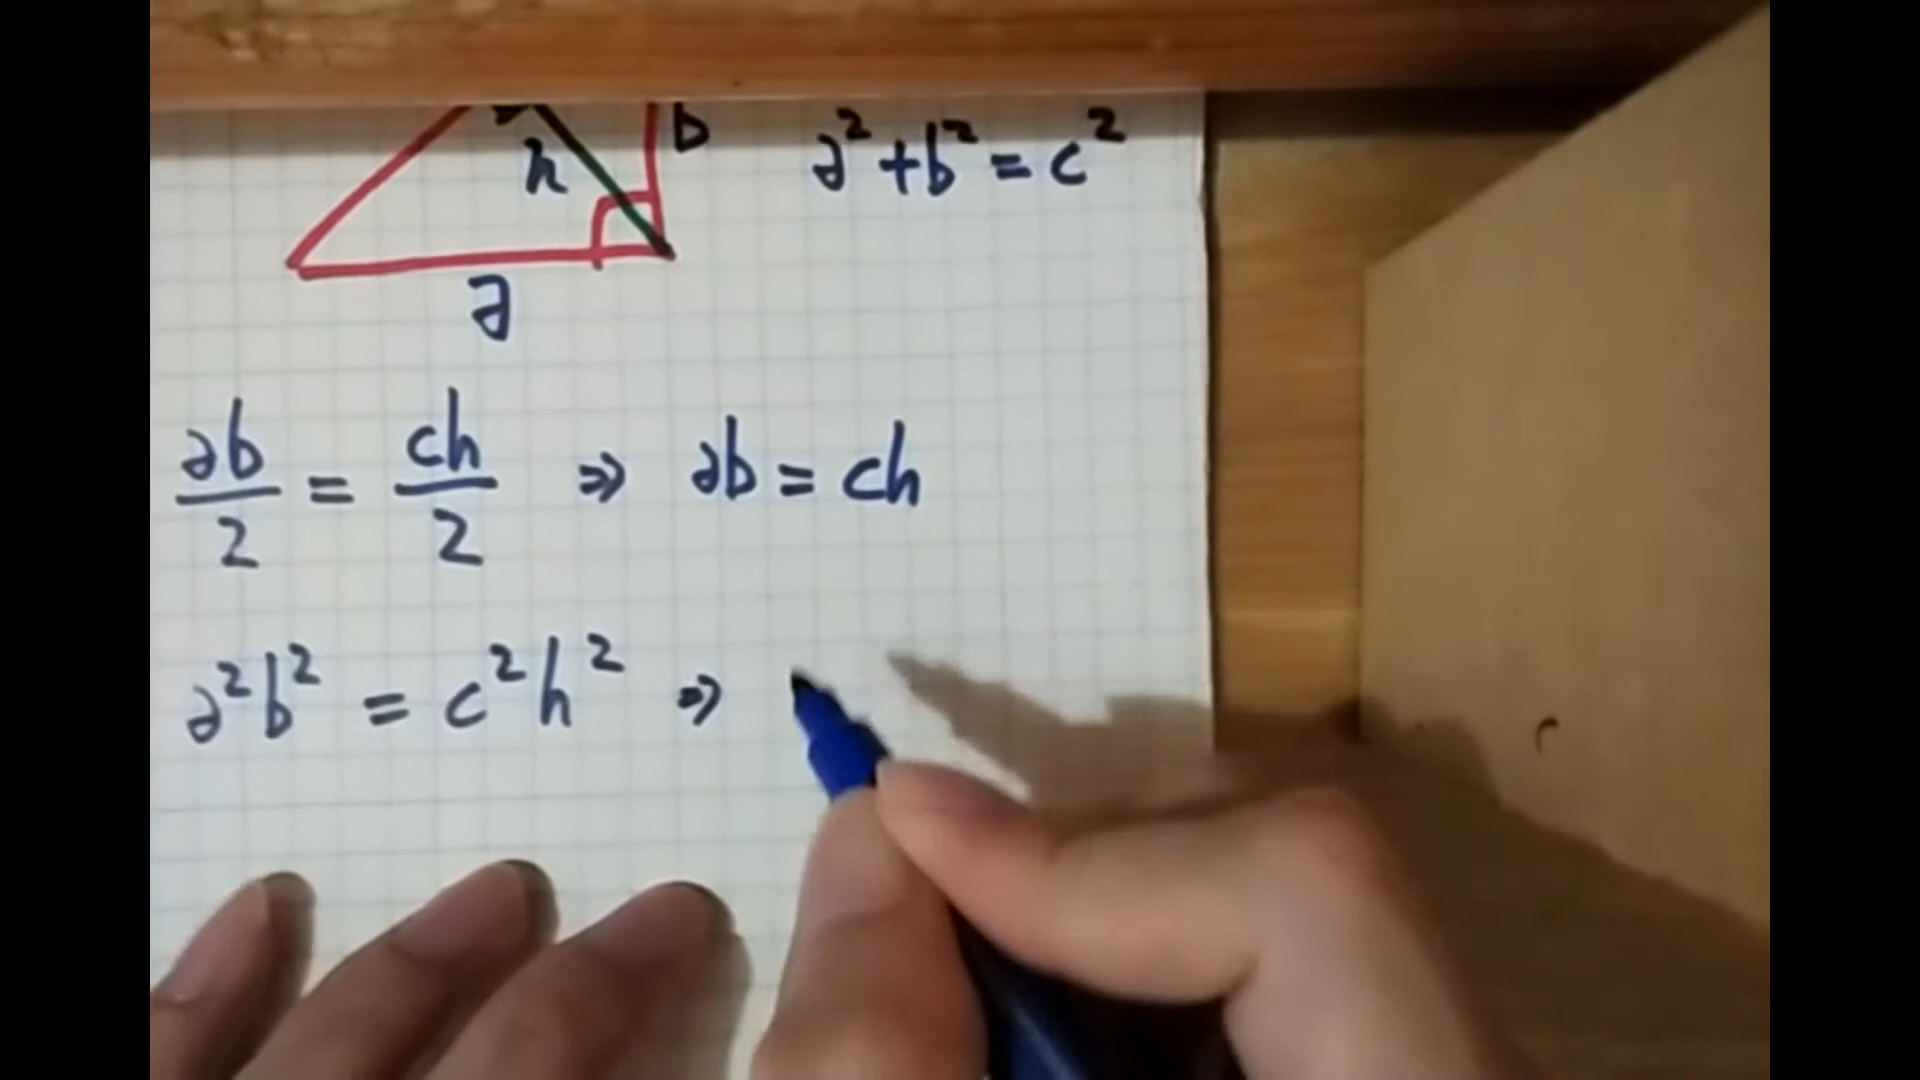 b
h
a² + b² = c²
a
ab/2 = ch/2 ⇒ ab = ch
a²b² = c²h² ⇒